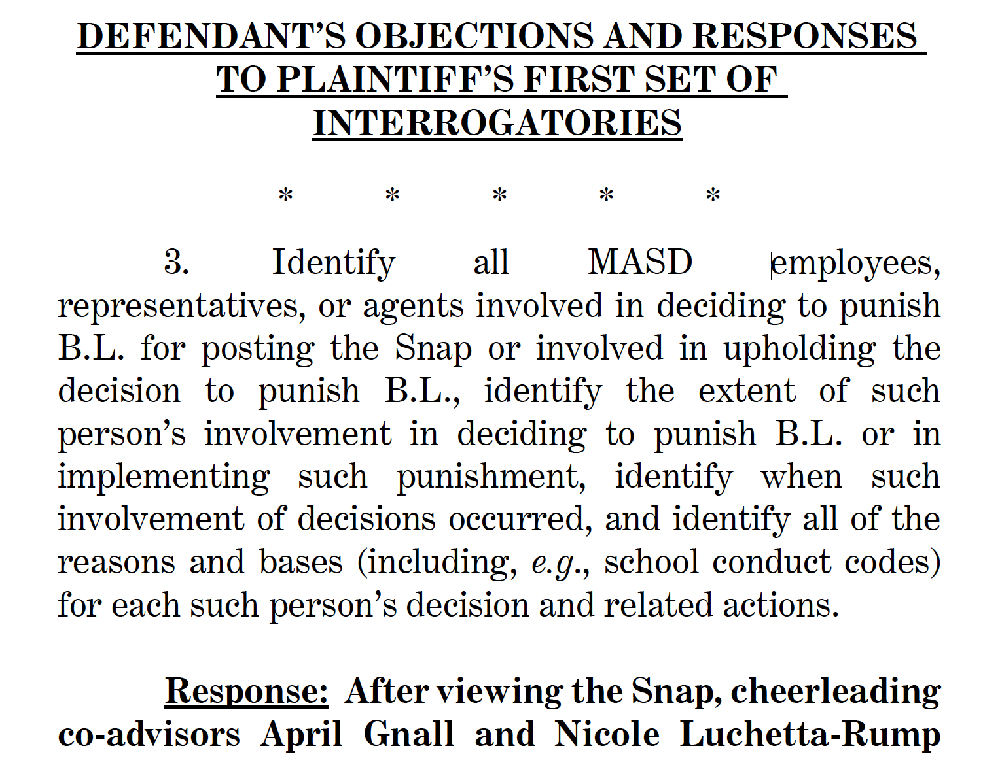 DEFENDANT’S OBJECTIONS AND RESPONSES
TO PLAINTIFF’S FIRST SET OF
INTERROGATORIES
* * * * *
3. Identify all MASD employees,
representatives, or agents involved in deciding to punish
B.L. for posting the Snap or involved in upholding the
decision to punish B.L., identify the extent of such
person’s involvement in deciding to punish B.L. or in
implementing such punishment, identify when such
involvement of decisions occurred, and identify all of the
reasons and bases (including, e.g., school conduct codes)
for each such person’s decision and related actions.
Response: After viewing the Snap, cheerleading
co-advisors April Gnall and Nicole Luchetta-Rump